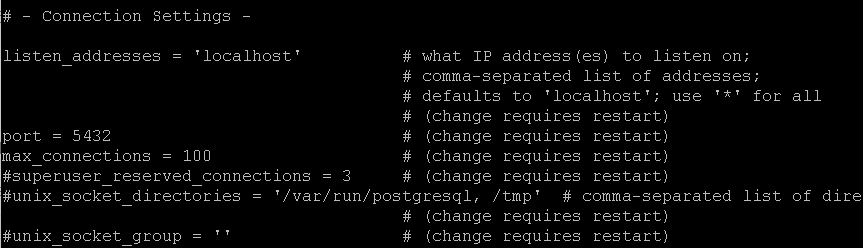 # - Connection Settings -
listen_addresses = 'localhost' # what IP address(es) to listen on;
# comma-separated list of addresses;
# defaults to 'localhost'; use '*' for all
# (change requires restart)
port = 5432 # (change requires restart)
max_connections = 100 # (change requires restart)
#superuser_reserved_connections = 3 # (change requires restart)
#unix_socket_directories = '/var/run/postgresql, /tmp' # comma-separated list of dire
# (change requires restart)
#unix_socket_group = '' # (change requires restart)